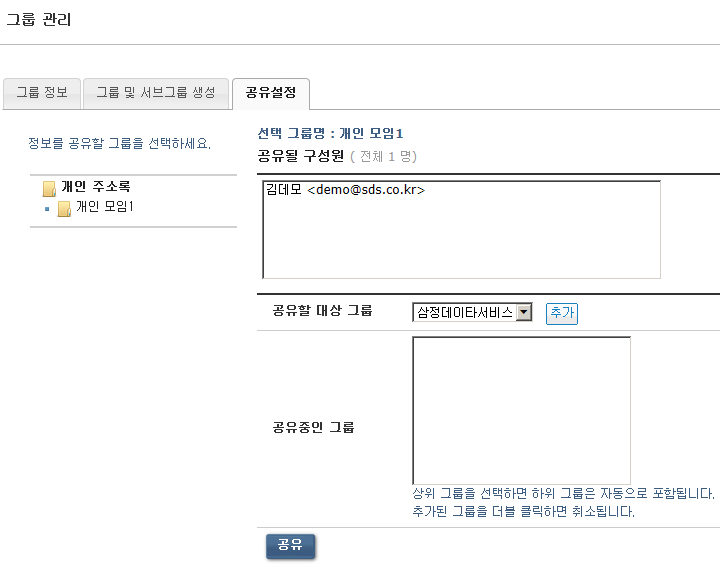 그룹 관리
그룹 정보
그룹 및 서브그룹 생성
공유설정
정보를 공유할 그룹을 선택하세요.
개인 주소록
개인 모임1
선택 그룹명 : 개인 모임1
공유될 구성원 ( 전체 1 명)
김데모 <demo@sds.co.kr>
공유할 대상 그룹
삼정데이타서비스
추가
공유중인 그룹
상위 그룹을 선택하면 하위 그룹은 자동으로 포함됩니다.
추가된 그룹을 더블 클릭하면 취소됩니다.
공유